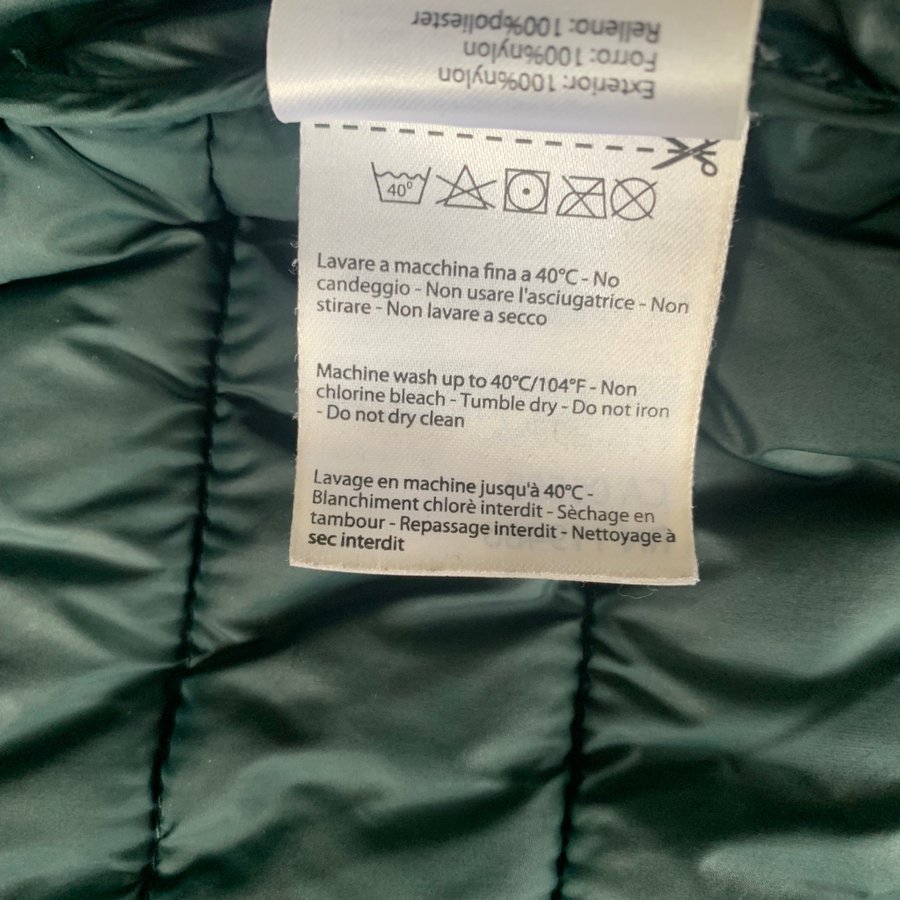 Exterior: 100%nylon
Forro: 100%nylon
Relleno: 100%poliester
40°
Lavare a macchina fina a 40°C - No
candeggio - Non usare l'asciugatrice - Non
stirare - Non lavare a secco
Machine wash up to 40°C/104°F - Non
chlorine bleach - Tumble dry - Do not iron
- Do not dry clean
Lavage en machine jusqu'à 40°C -
Blanchiment chlorè interdit - Sèchage en
tambour - Repassage interdit - Nettoyage à
sec interdit